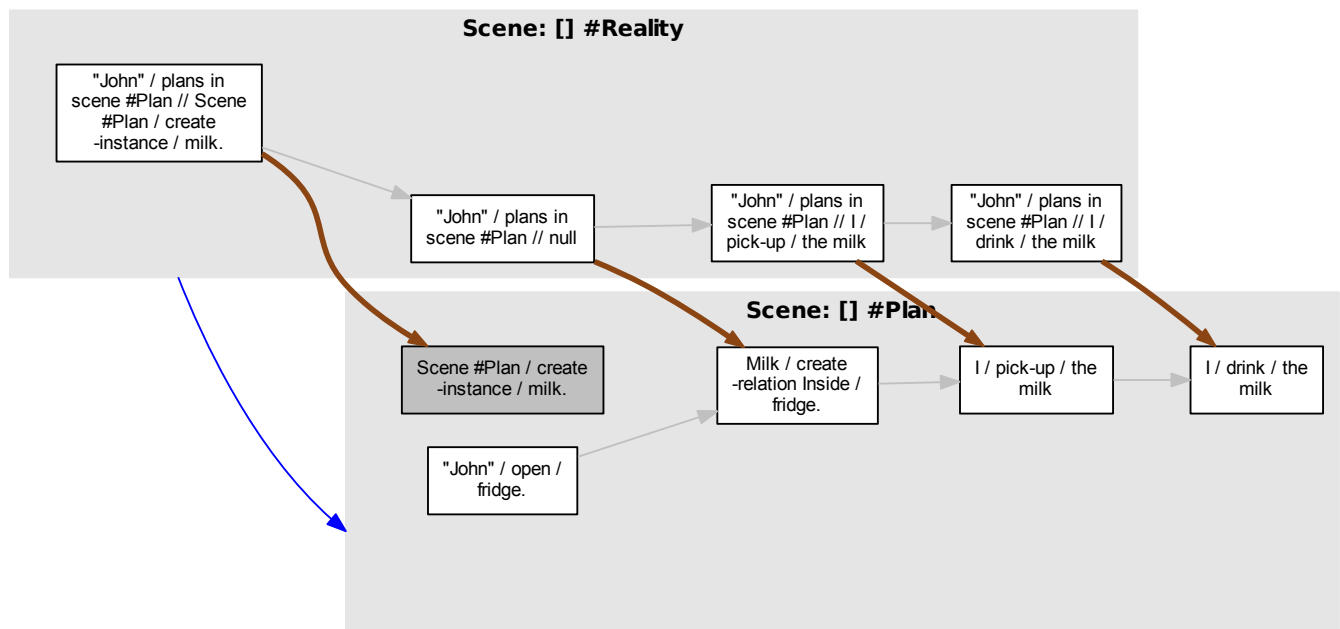 Scene: [] #Reality
"John" / plans in
scene #Plan // Scene
#Plan / create
-instance / milk.
"John" / plans in
scene #Plan // null
"John" / plans in
scene #Plan // I /
pick-up / the milk
"John" / plans in
scene #Plan // I /
drink / the milk
Scene: [] #Plan
Scene #Plan / create
-instance / milk.
Milk / create
-relation Inside /
fridge.
I / pick-up / the
milk
I / drink / the
milk
"John" / open /
fridge.